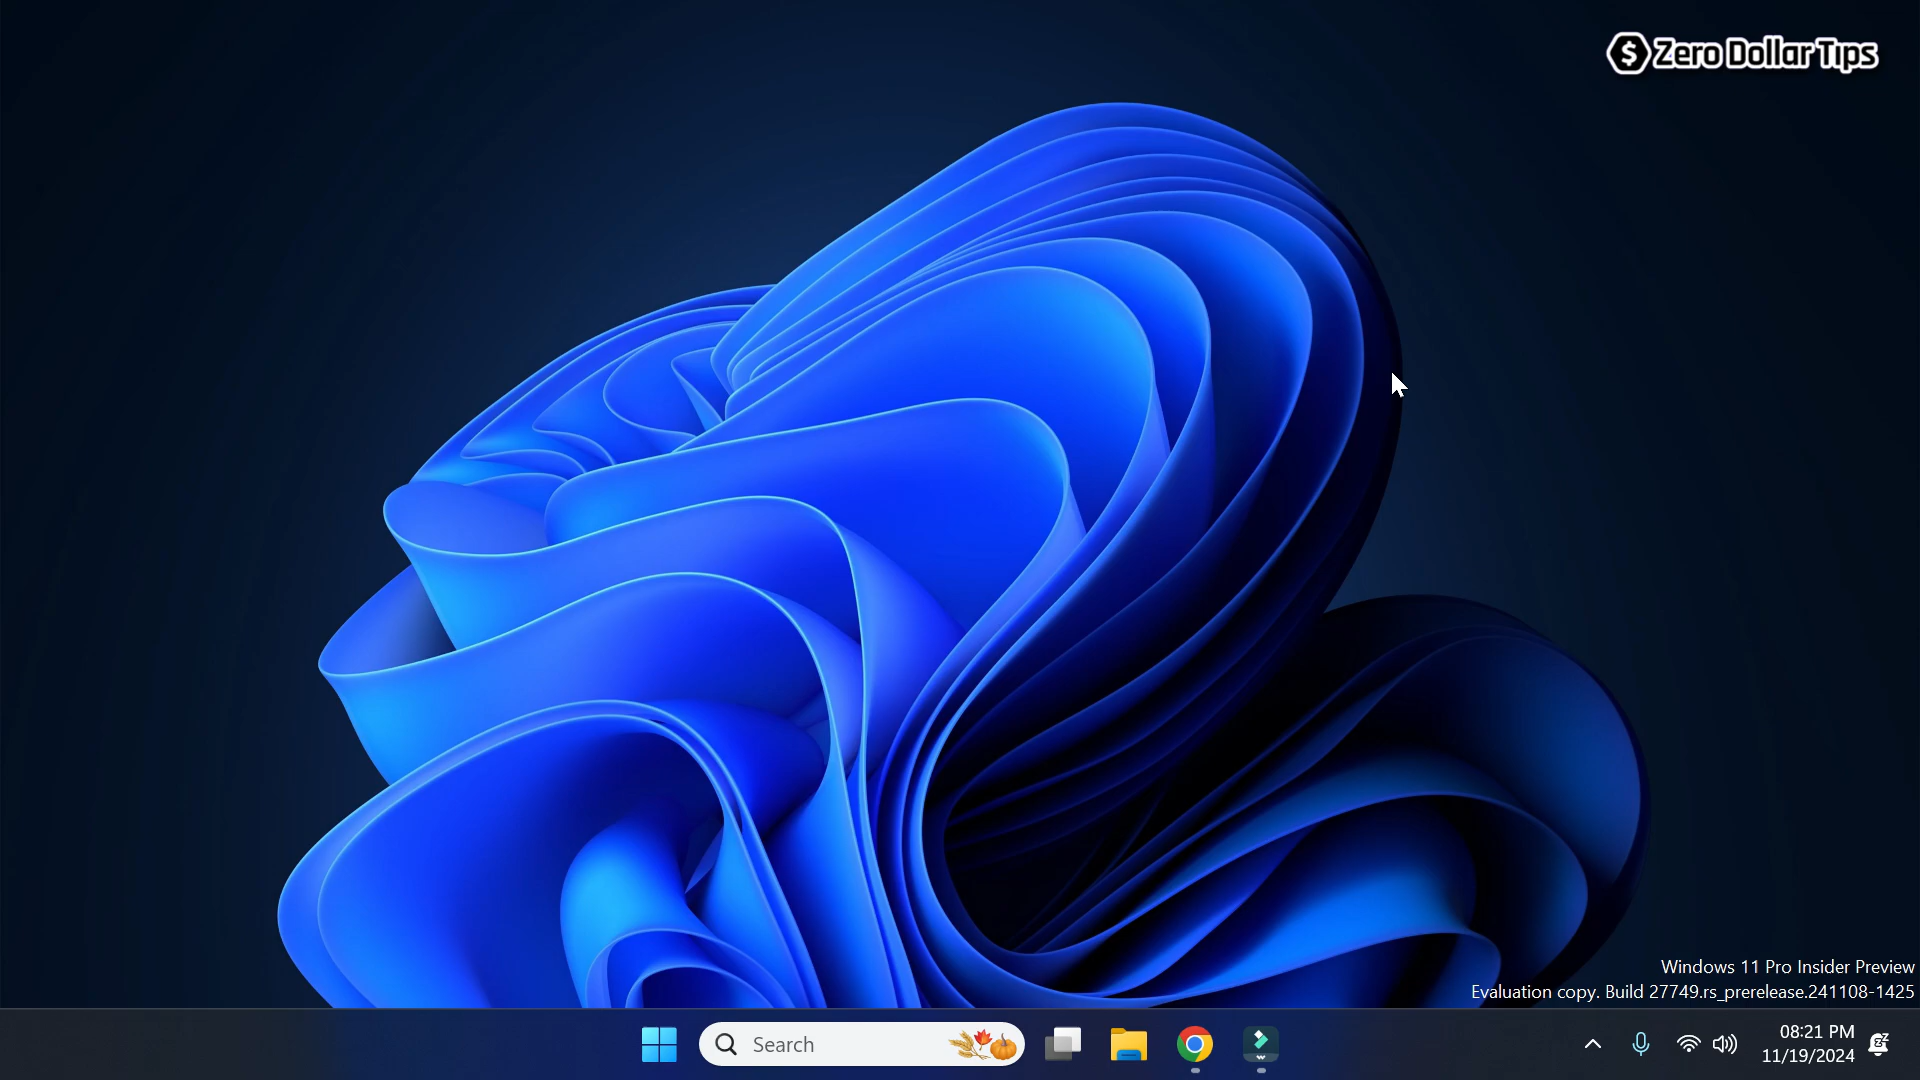 Zero Dollar Tips
Windows 11 Pro Insider Preview
Evaluation copy. Build 27749.rs_prerelease.241108-1425
Search
08:21 PM
11/19/2024